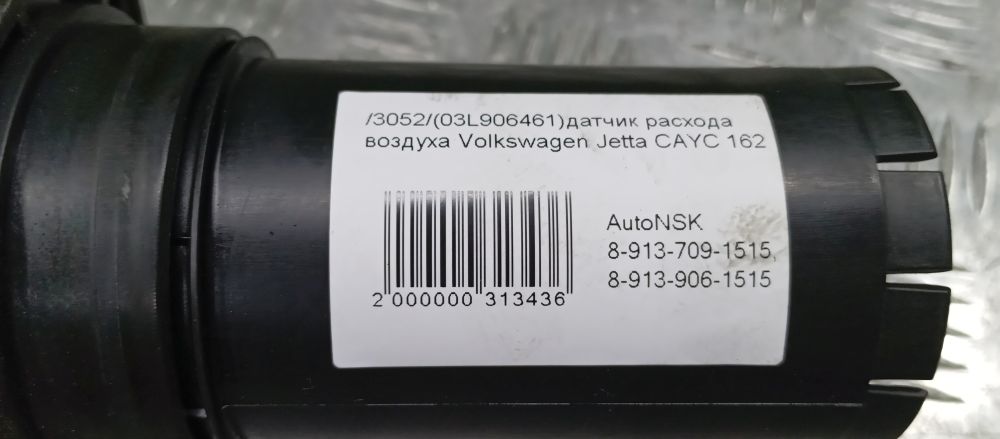 /3052/(03L906461)датчик расхода
воздуха Volkswagen Jetta CAYC 162
AutoNSK
8-913-709-1515,
8-913-906-1515
2 000000 313436